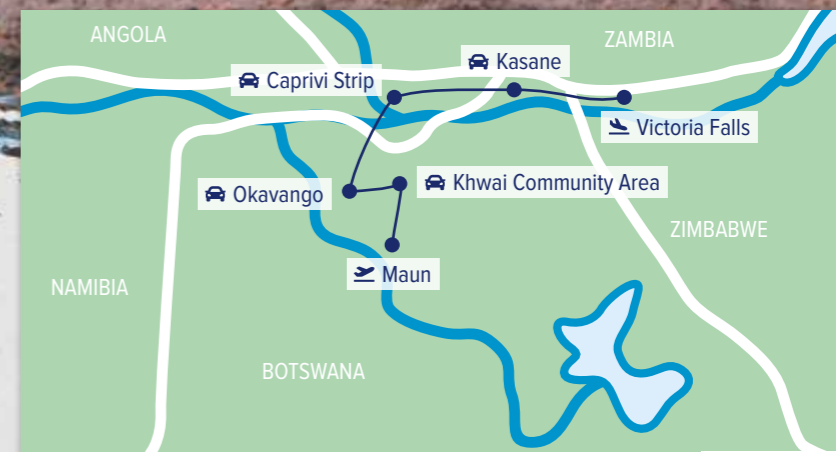 ANGOLA
ZAMBIA
Kasane
Caprivi Strip
Victoria Falls
Okavango
Khwai Community Area
ZIMBABWE
Maun
NAMIBIA
BOTSWANA